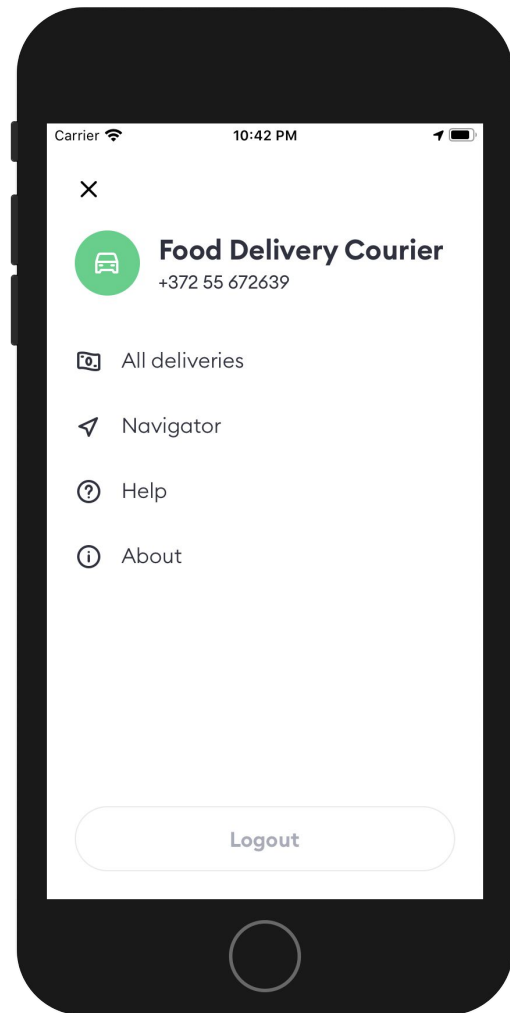 Carrier
10:42 PM
Food Delivery Courier
+372 55 672639
All deliveries
Navigator
Help
About
Logout